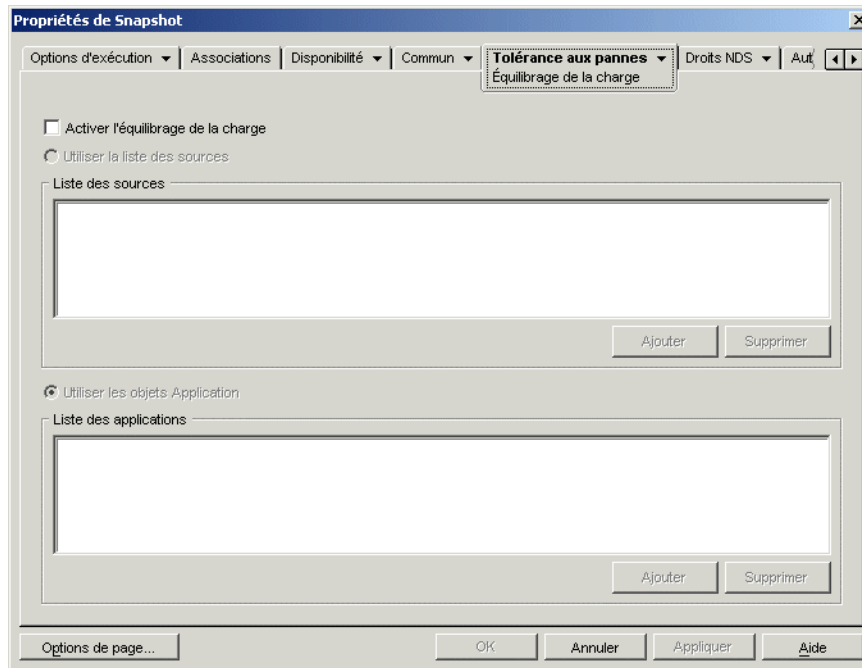 Propriétés de Snapshot
Options d'exécution Associations Disponibilité Commun Tolérance aux pannes Droits NDS Aut
Équilibrage de la charge
Activer l'équilibrage de la charge
Utiliser la liste des sources
Liste des sources
Ajouter Supprimer
Utiliser les objets Application
Liste des applications
Ajouter Supprimer
Options de page... OK Annuler Appliquer Aide